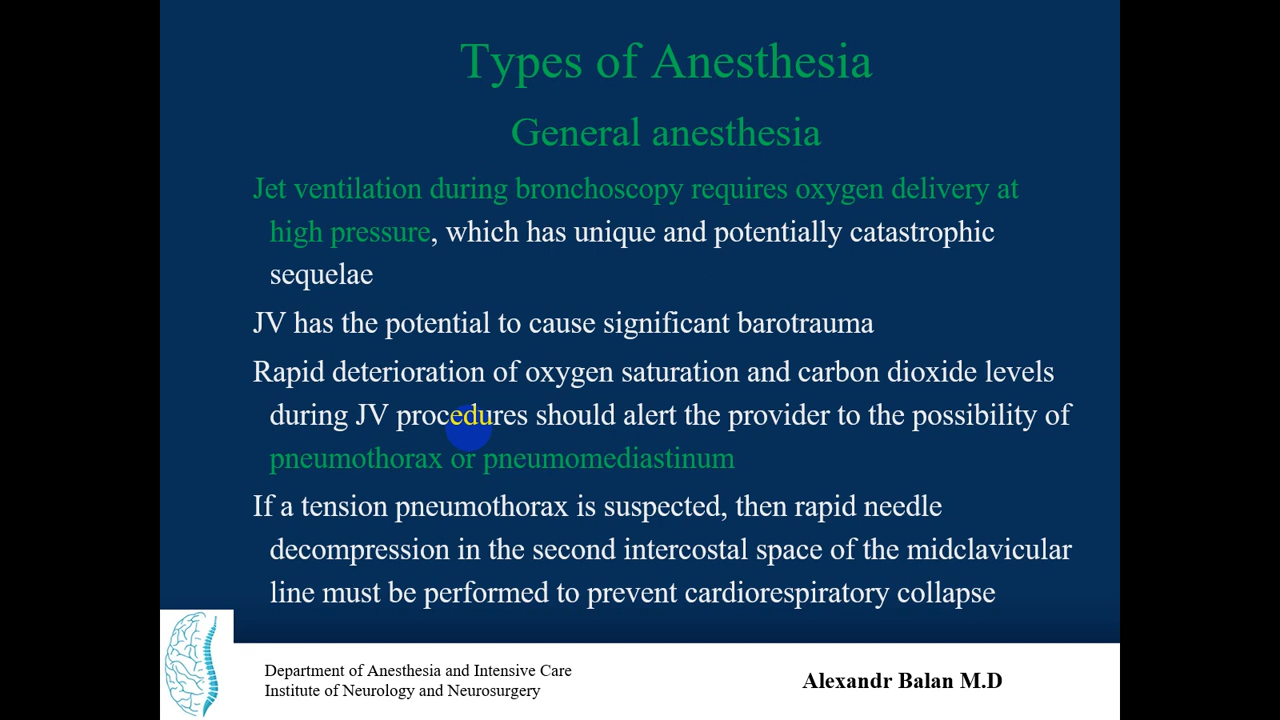 Types of Anesthesia
General anesthesia
Jet ventilation during bronchoscopy requires oxygen delivery at
high pressure, which has unique and potentially catastrophic
sequelae
JV has the potential to cause significant barotrauma
Rapid deterioration of oxygen saturation and carbon dioxide levels
during JV procedures should alert the provider to the possibility of
pneumothorax or pneumomediastinum
If a tension pneumothorax is suspected, then rapid needle
decompression in the second intercostal space of the midclavicular
line must be performed to prevent cardiorespiratory collapse
Department of Anesthesia and Intensive Care
Institute of Neurology and Neurosurgery
Alexandr Balan M.D